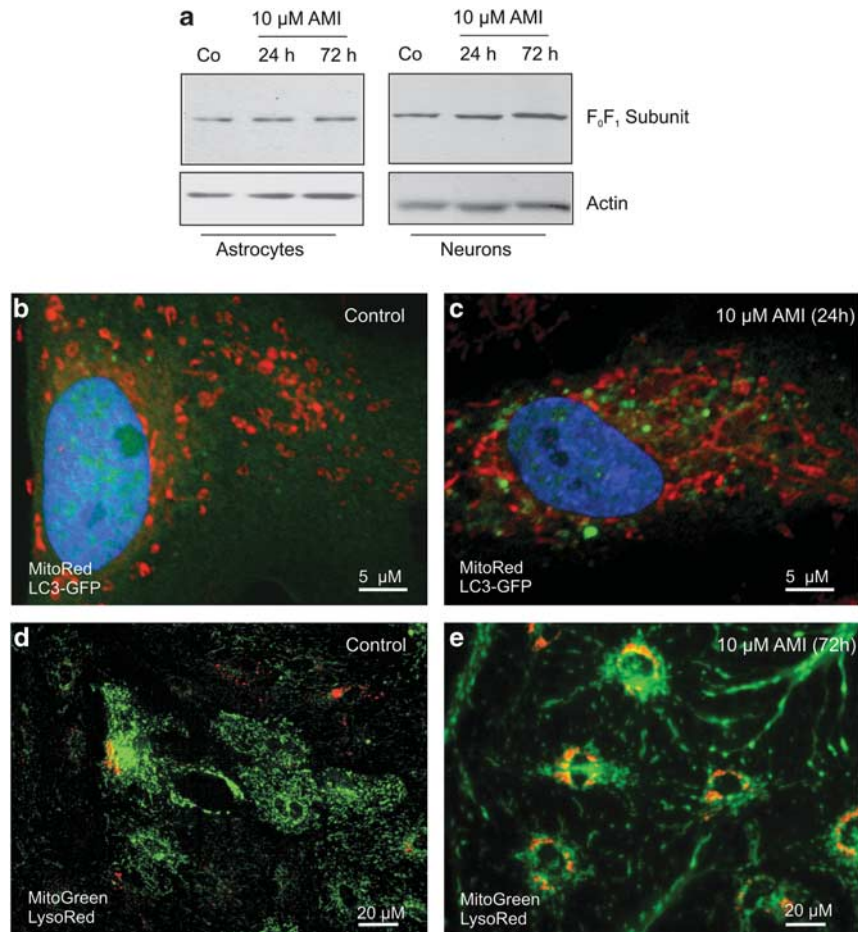 a
10 µM AMI
10 µM AMI
Co
24 h
72 h
Co
24 h
72 h
F₀F₁ Subunit
Actin
Astrocytes
Neurons
b
Control
MitoRed
LC3-GFP
5 µM
c
10 µM AMI (24h)
MitoRed
LC3-GFP
5 µM
d
Control
MitoGreen
LysoRed
20 µM
e
10 µM AMI (72h)
MitoGreen
LysoRed
20 µM